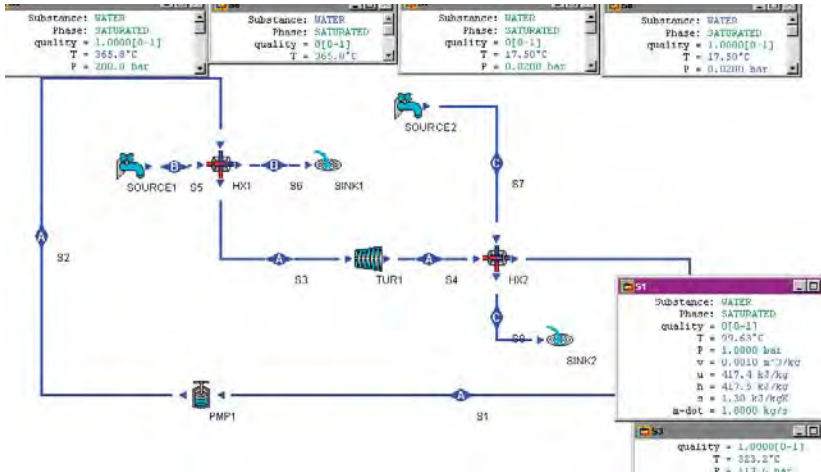 Substance: WATER
Phase: SATURATED
quality = 1.0000[0-1]
T = 365.8°C
P = 200.0 bar
Substance: WATER
Phase: SATURATED
quality = 0[0-1]
T = 365.8°C
Substance: WATER
Phase: SATURATED
quality = 0[0-1]
T = 17.50°C
P = 0.0200 bar
Substance: WATER
Phase: SATURATED
quality = 1.0000[0-1]
T = 17.50°C
P = 0.0200 bar
SOURCE2
C
S7
SOURCE1
B
S5
HX1
B
S6
SINK1
A
S2
A
S3
TUR1
A
S4
HX2
C
SINK2
PMP1
A
S1
S1
Substance: WATER
Phase: SATURATED
quality = 0[0-1]
T = 99.63°C
P = 1.0000 bar
v = 0.0010 m^3/kg
u = 417.4 kJ/kg
h = 417.5 kJ/kg
s = 1.30 kJ/kgK
m-dot = 1.0000 kg/s
S3
quality = 1.0000[0-1]
T = 323.2°C